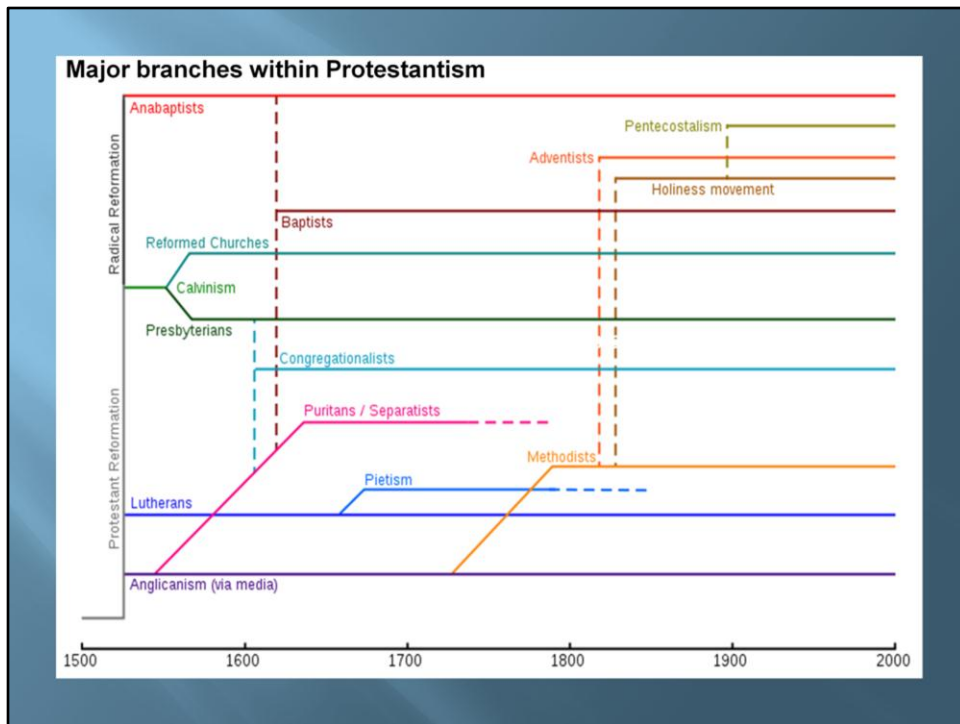 Major branches within Protestantism
Anabaptists
Pentecostalism
Adventists
Holiness movement
Radical Reformation
Baptists
Reformed Churches
Calvinism
Presbyterians
Congregationalists
Puritans / Separatists
Protestant Reformation
Methodists
Pietism
Lutherans
Anglicanism (via media)
1500 1600 1700 1800 1900 2000